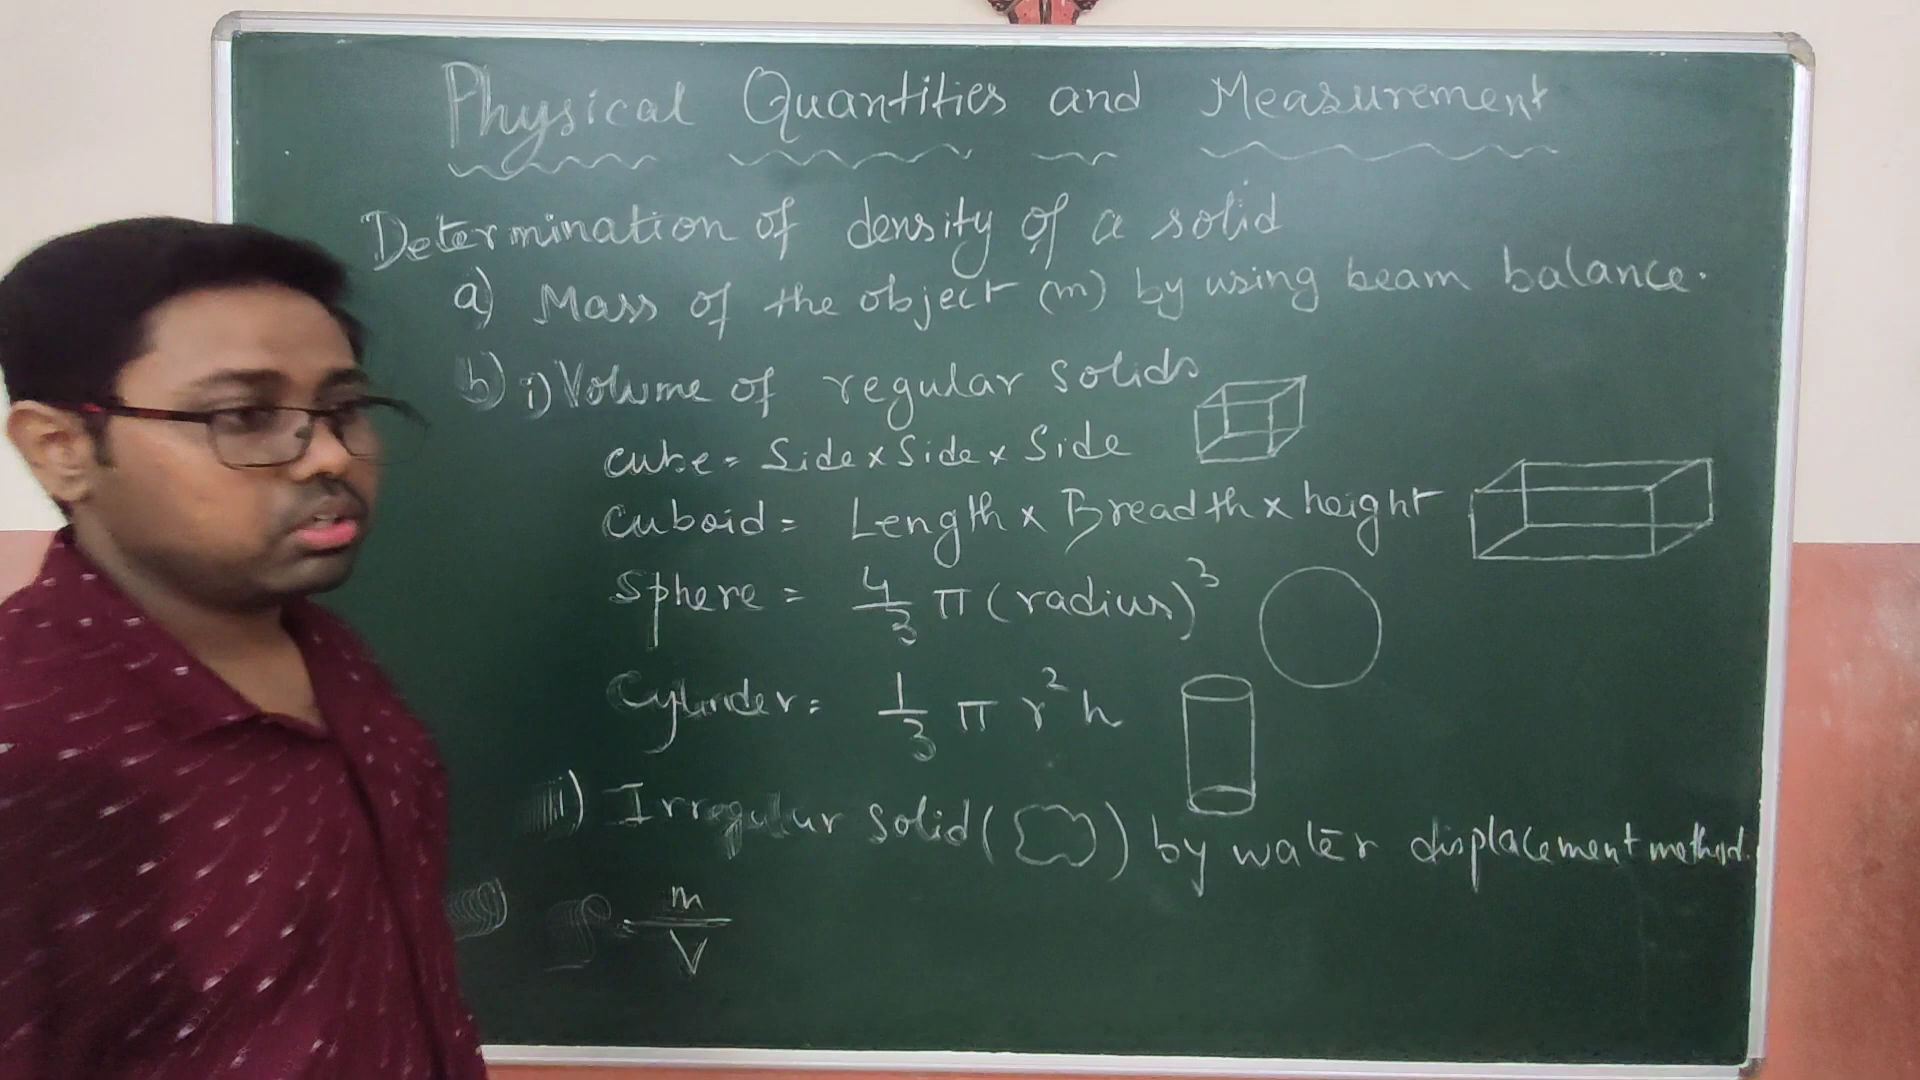 Physical Quantities and Measurement
Determination of density of a solid
a) Mass of the object (m) by using beam balance.
b) i) Volume of regular solids
cube = Side x Side x Side
cuboid = Length x Breadth x height
Sphere = 4/3 π (radius)³
Cylinder = 1/3 π r² h
ii) Irregular solid ( ) by water displacement method.
ρ = m/V